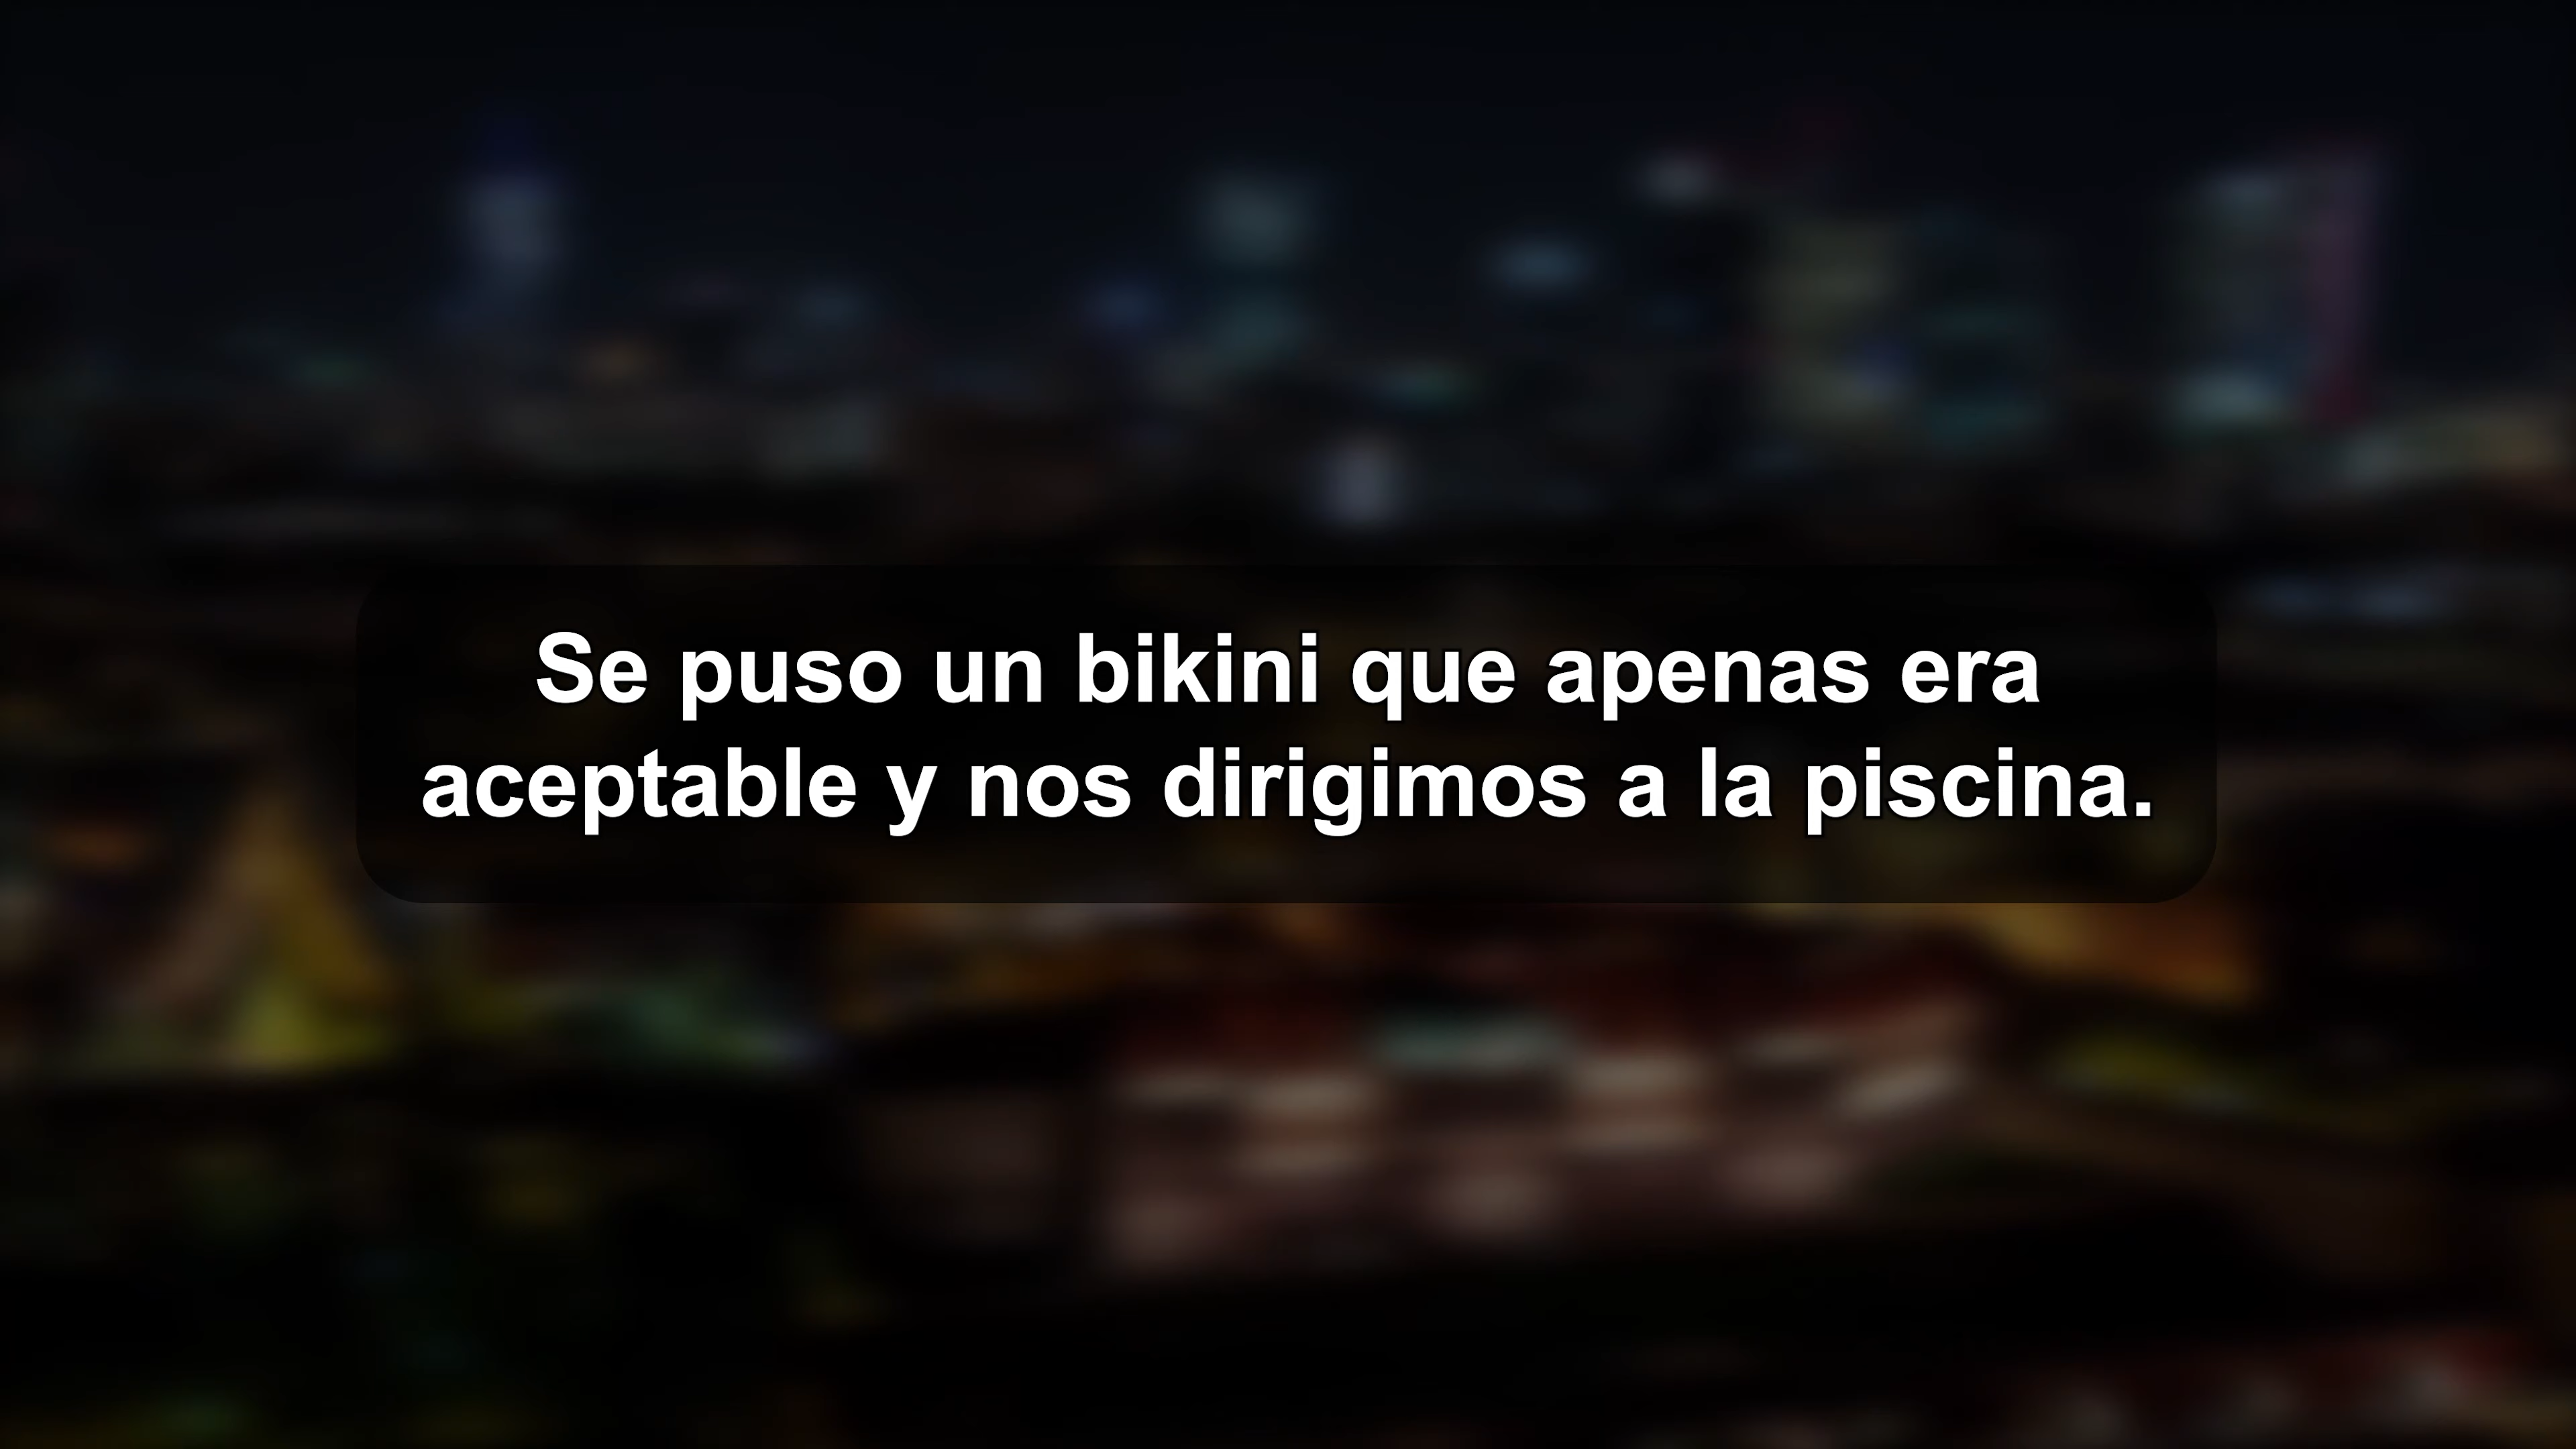 Se puso un bikini que apenas era
aceptable y nos dirigimos a la piscina.